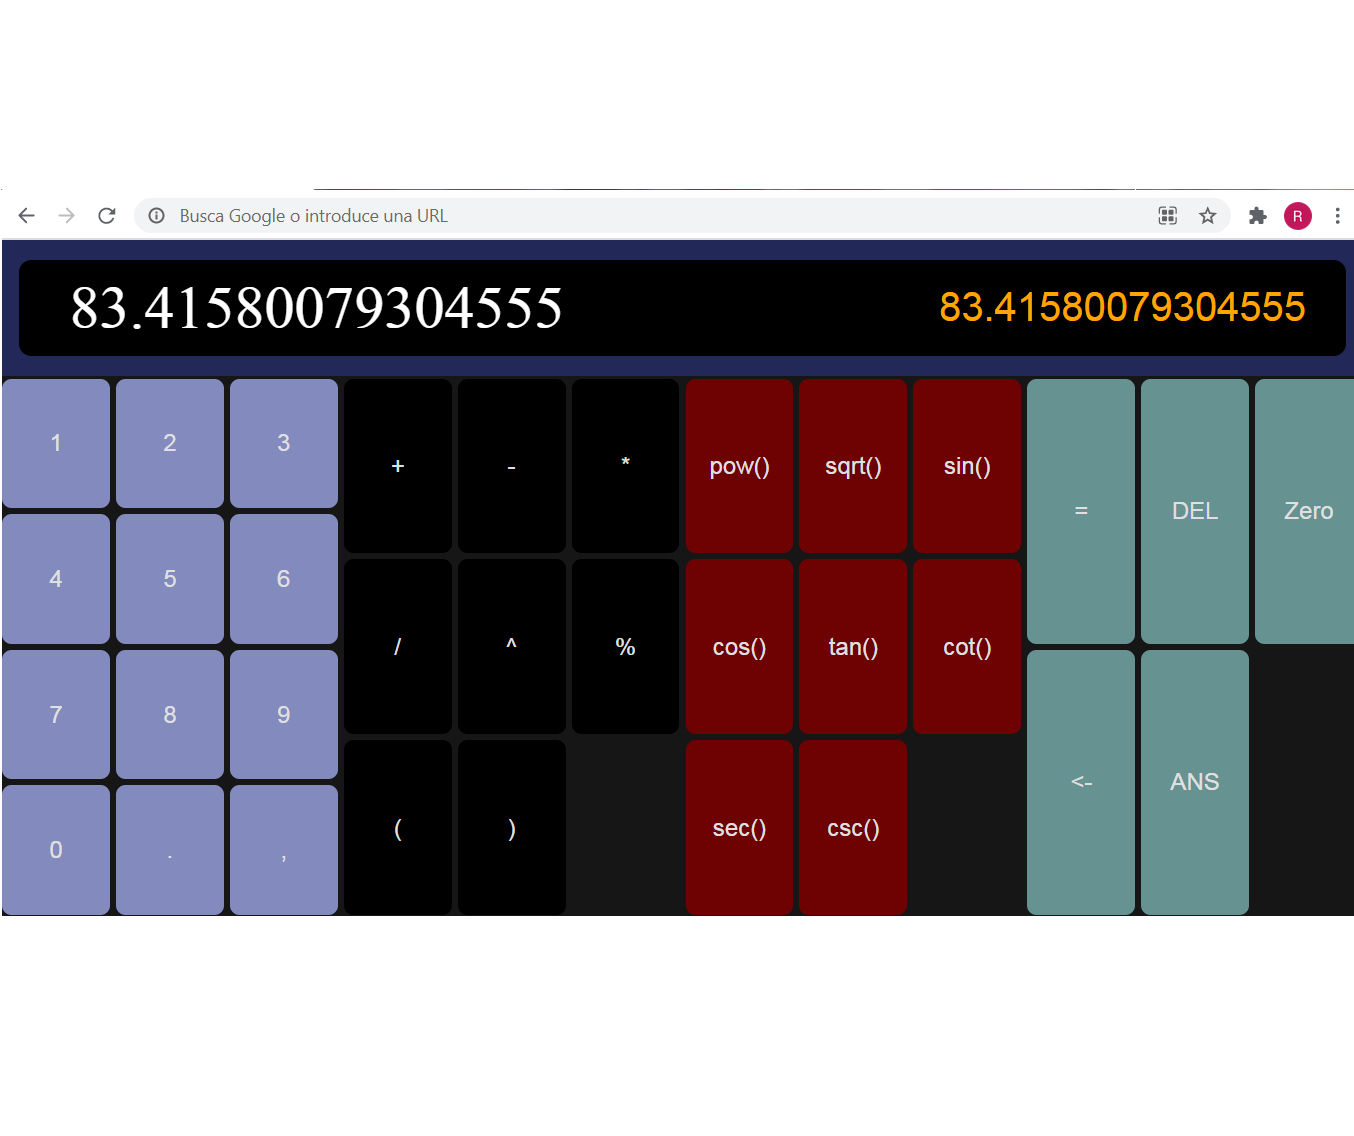 Busca Google o introduce una URL
R
83.41580079304555 83.41580079304555
1 2 3
+ - * pow() sqrt() sin()
= DEL Zero
4 5 6
/ ^ % cos() tan() cot()
7 8 9
<- ANS
( ) sec() csc()
0 . ,